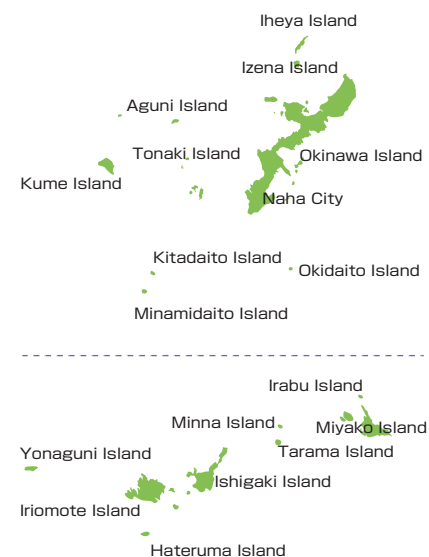 Iheya Island
Izena Island
Aguni Island
Tonaki Island
Okinawa Island
Kume Island
Naha City
Kitadaito Island
Okidaito Island
Minamidaito Island
Irabu Island
Minna Island
Miyako Island
Yonaguni Island
Tarama Island
Ishigaki Island
Iriomote Island
Hateruma Island